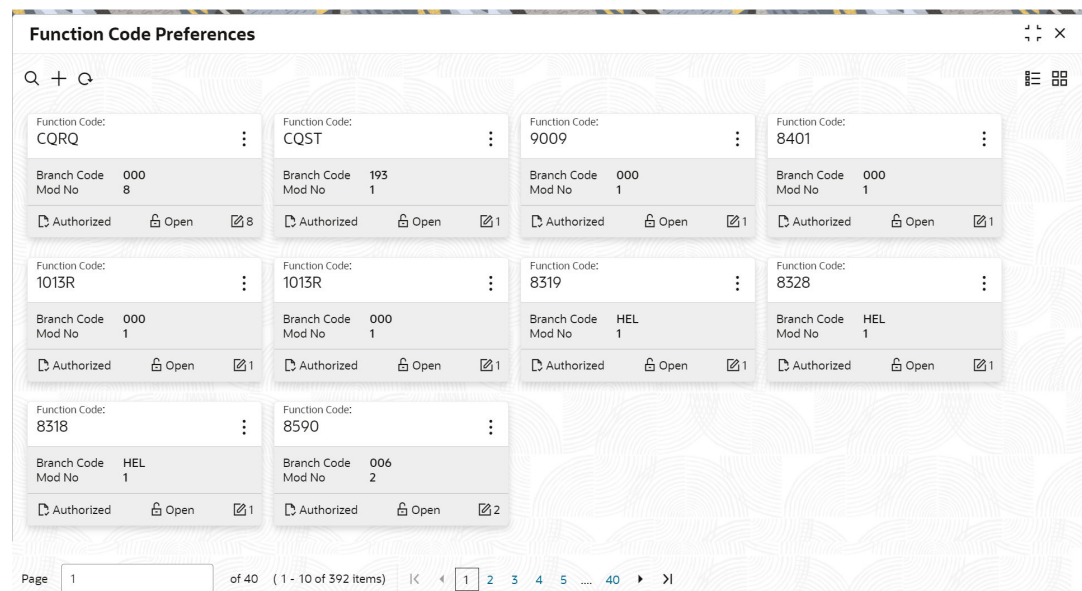 Function Code Preferences
Function Code: Function Code: Function Code: Function Code:
CQRQ CQST 9009 8401
Branch Code 000 Branch Code 193 Branch Code 000 Branch Code 000
Mod No 8 Mod No 1 Mod No 1 Mod No 1
Authorized Open 8 Authorized Open 1 Authorized Open 1 Authorized Open 1
Function Code: Function Code: Function Code: Function Code:
1013R 1013R 8319 8328
Branch Code 000 Branch Code 000 Branch Code HEL Branch Code HEL
Mod No 1 Mod No 1 Mod No 1 Mod No 1
Authorized Open 1 Authorized Open 1 Authorized Open 1 Authorized Open 1
Function Code: Function Code:
8318 8590
Branch Code HEL Branch Code 006
Mod No 1 Mod No 2
Authorized Open 1 Authorized Open 2
Page 1 of 40 ( 1 - 10 of 392 items) 1 2 3 4 5 .... 40